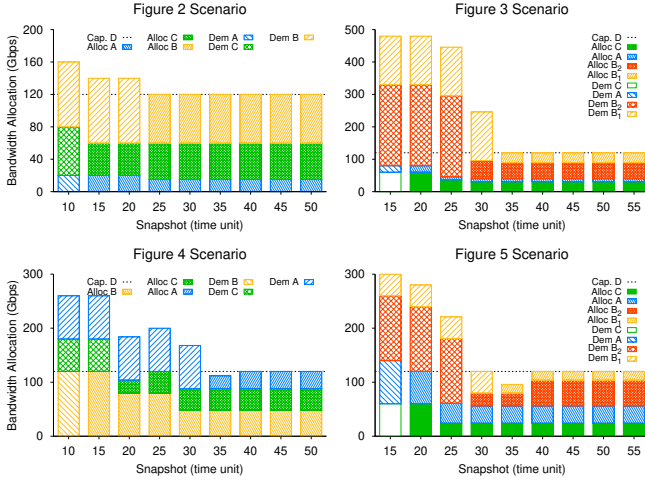 Figure 2 Scenario
Cap. D Alloc C Dem A Dem B
Alloc A Alloc B Dem C
Bandwidth Allocation (Gbps)
200
160
120
80
40
0
10 15 20 25 30 35 40 45 50
Snapshot (time unit)
Figure 3 Scenario
Cap. D
Alloc C
Alloc A
Alloc B2
Alloc B1
Dem C
Dem A
Dem B2
Dem B1
500
400
300
200
100
0
15 20 25 30 35 40 45 50 55
Snapshot (time unit)
Figure 4 Scenario
Cap. D Alloc C Dem B Dem A
Alloc B Alloc A Dem C
Bandwidth Allocation (Gbps)
300
200
100
0
10 15 20 25 30 35 40 45 50
Snapshot (time unit)
Figure 5 Scenario
Cap. D
Alloc C
Alloc A
Alloc B2
Alloc B1
Dem C
Dem A
Dem B2
Dem B1
300
200
100
0
15 20 25 30 35 40 45 50 55
Snapshot (time unit)